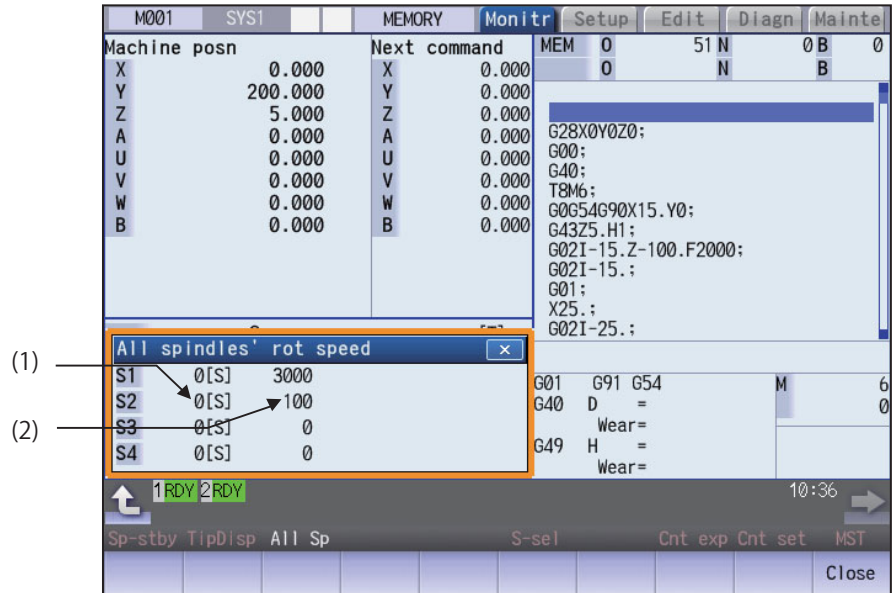 M001 SYS1 MEMORY Monitr Setup Edit Diagn Mainte
Machine posn Next command MEM O 51 N 0 B 0
O N B
X 0.000 X 0.000
Y 200.000 Y 0.000
Z 5.000 Z 0.000
A 0.000 A 0.000
U 0.000 U 0.000
V 0.000 V 0.000
W 0.000 W 0.000
B 0.000 B 0.000
G28X0Y0Z0;
G00;
G40;
T8M6;
G0G54G90X15.Y0;
G43Z5.H1;
G02I-15.Z-100.F2000;
G02I-15.;
G01;
X25.;
G02I-25.;
All spindles' rot speed ×
S1 0[S] 3000
S2 0[S] 100
S3 0[S] 0
S4 0[S] 0
(1)
(2)
G01 G91 G54 M 6
G40 D = 0
Wear=
G49 H =
Wear=
1 RDY 2 RDY 10:36
Sp-stby TipDisp All Sp S-sel Cnt exp Cnt set MST
Close